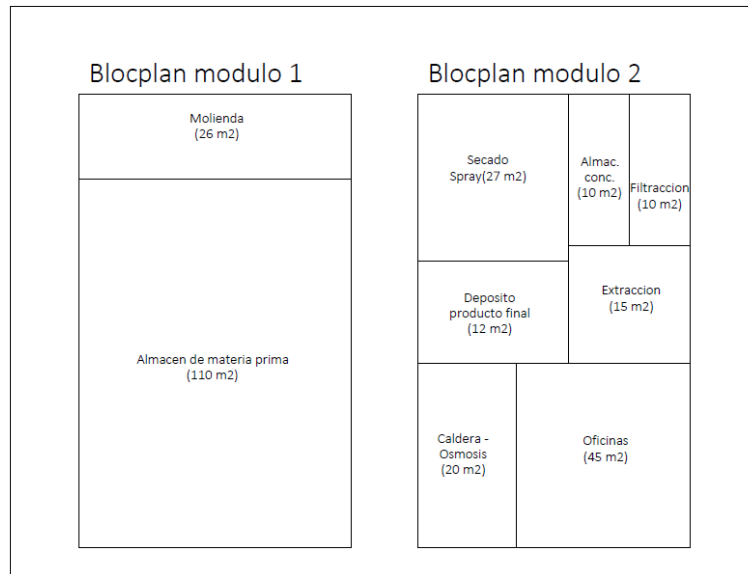 Blocplan modulo 1
Molienda
(26 m2)
Almacen de materia prima
(110 m2)
Blocplan modulo 2
Secado
Spray(27 m2)
Almac.
conc.
(10 m2)
Filtraccion
(10 m2)
Deposito
producto final
(12 m2)
Extraccion
(15 m2)
Caldera -
Osmosis
(20 m2)
Oficinas
(45 m2)